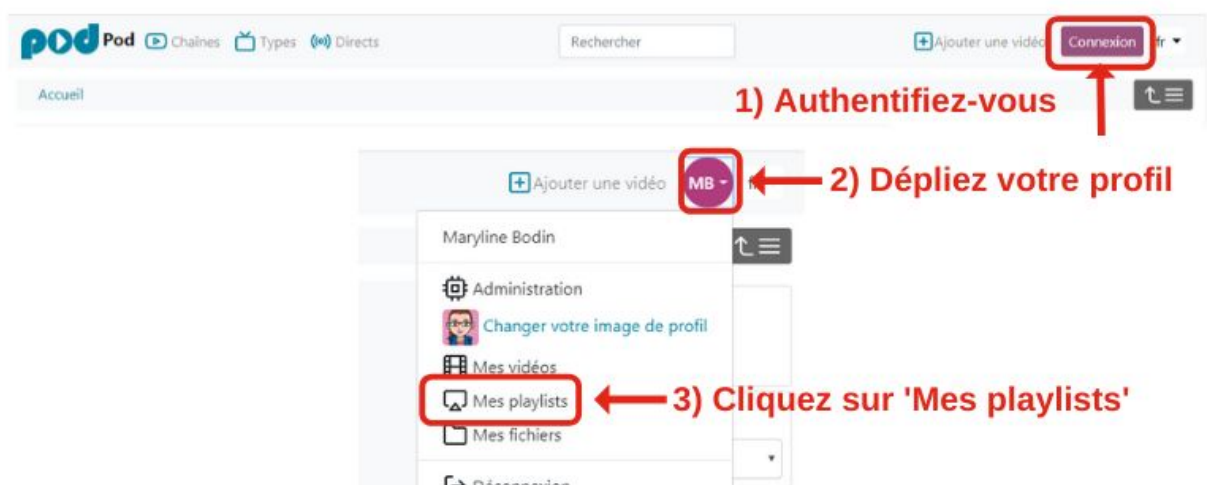 pod Pod Chaînes Types Directs Rechercher Ajouter une vidéo Connexion fr
Accueil
1) Authentifiez-vous
Ajouter une vidéo MB
2) Dépliez votre profil
Maryline Bodin
Administration
Changer votre image de profil
Mes vidéos
Mes playlists
3) Cliquez sur 'Mes playlists'
Mes fichiers
Déconnexion